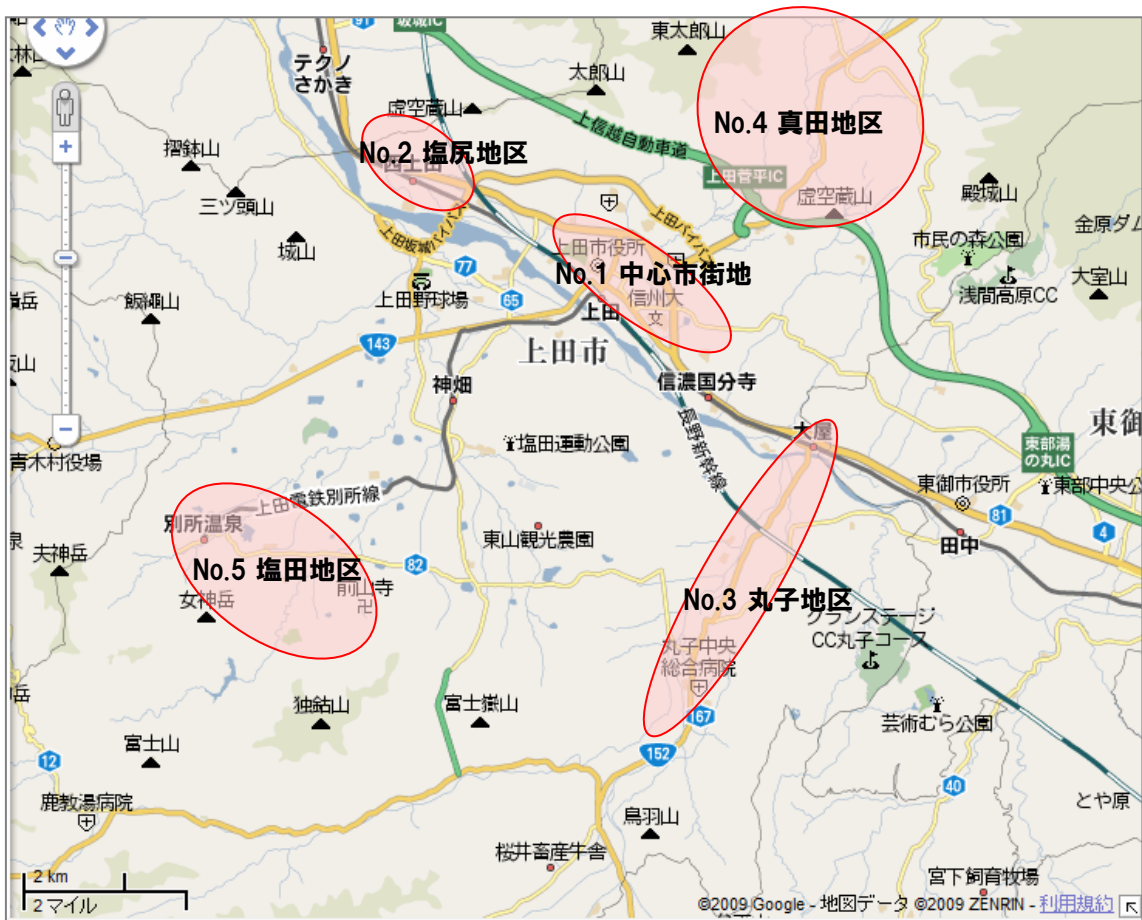 坂城IC
91
東太郎山
テクノ
さかき
太郎山
虚空蔵山
上信越自動車道
No.4 真田地区
摺鉢山
No.2 塩尻地区
西上田
上田菅平IC
三ツ頭山
虚空蔵山
殿城山
金原ダム
城山
上田坂城バイパス
上田バイパス
市民の森公園
上田市役所
77
No.1 中心市街地
大室山
飯縄山
上田野球場
65
信州大
文
浅間高原CC
上田
143
上田市
神畑
信濃国分寺
長野新幹線
東御
大屋
塩田運動公園
東部湯
の丸IC
青木村役場
上田電鉄別所線
東御市役所
東部中央公
81
4
別所温泉
東山観光農園
田中
夫神岳
82
No.5 塩田地区
前山寺
卍
女神岳
No.3 丸子地区
グランステージ
CC丸子コース
丸子中央
総合病院
独鈷山
富士嶽山
167
芸術むら公園
富士山
152
12
40
鹿教湯病院
とや原
鳥羽山
桜井畜産牛舎
2 km
宮下飼育牧場
2 マイル
©2009 Google - 地図データ ©2009 ZENRIN - 利用規約